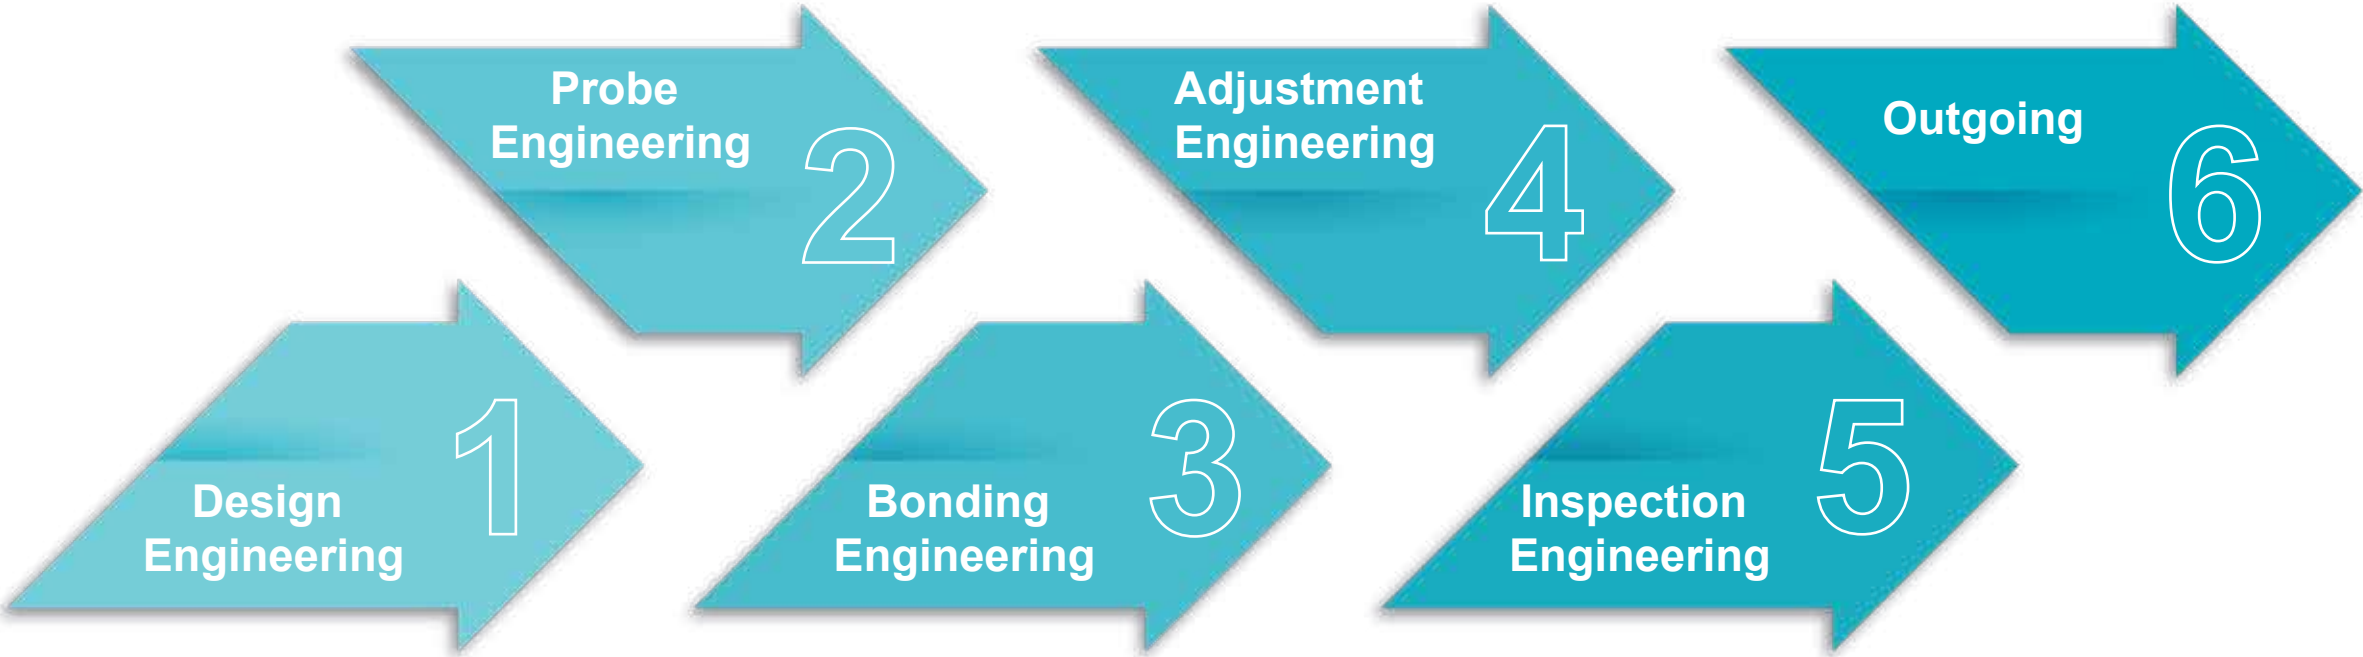 1
Design
Engineering
2
Probe
Engineering
3
Bonding
Engineering
4
Adjustment
Engineering
5
Inspection
Engineering
6
Outgoing